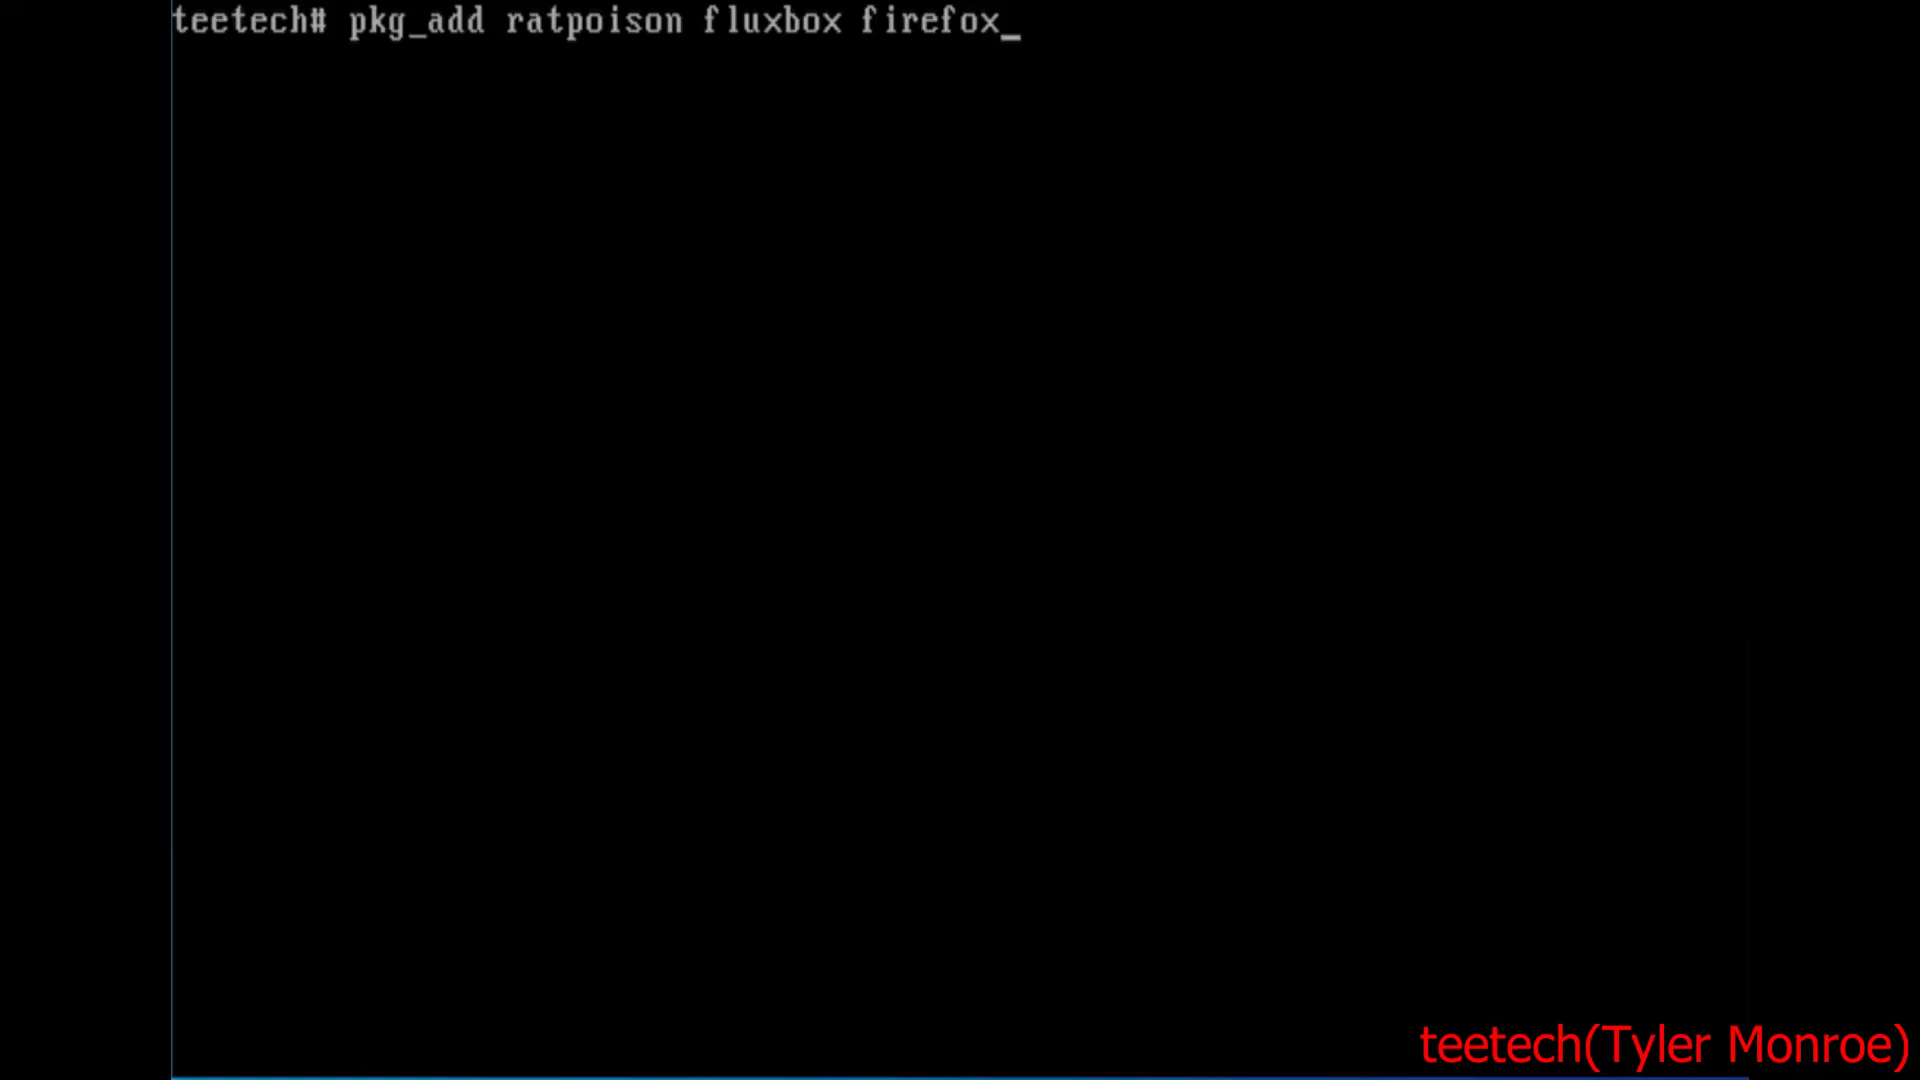 teetech# pkg_add ratpoison fluxbox firefox_
teetech(Tyler Monroe)